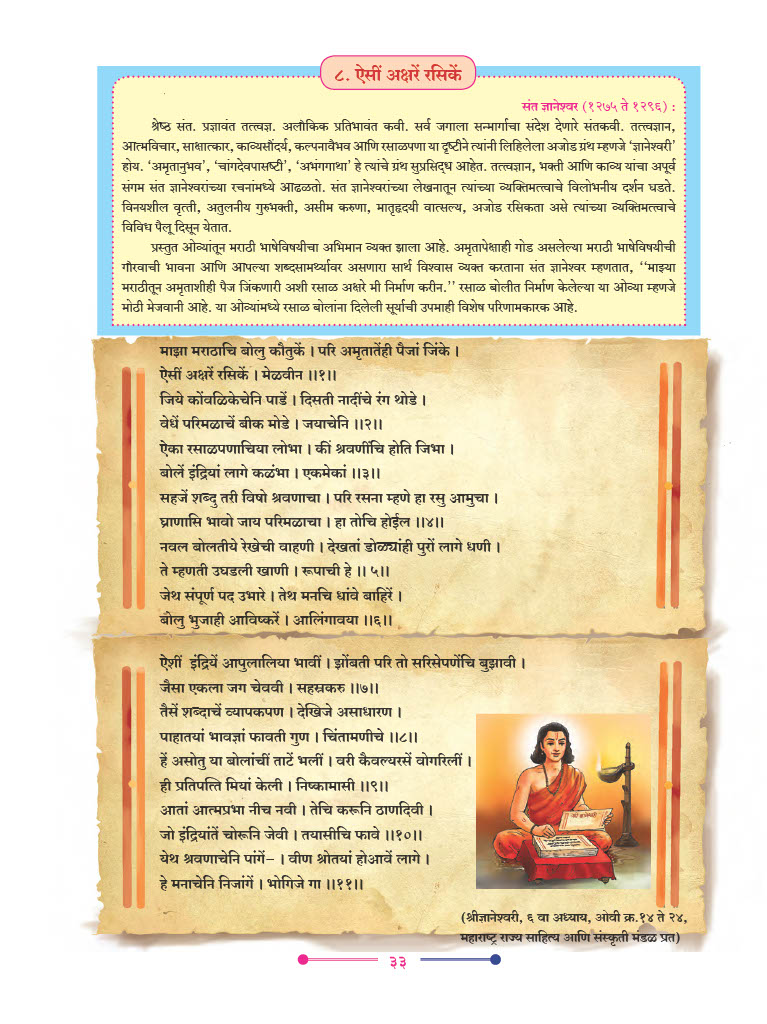 ८. ऐसीं अक्षरें रसिकें
संत ज्ञानेश्वर (१२७५ ते १२९६) :
श्रेष्ठ संत. प्रज्ञावंत तत्त्वज्ञ. अलौकिक प्रतिभावंत कवी. सर्व जगाला सन्मार्गाचा संदेश देणारे संतकवी. तत्त्वज्ञान,
आत्मविचार, साक्षात्कार, काव्यसौंदर्य, कल्पनावैभव आणि रसाळपणा या दृष्टीने त्यांनी लिहिलेला अजोड ग्रंथ म्हणजे ‘ज्ञानेश्वरी’
होय. ‘अमृतानुभव’, ‘चांगदेवपासष्टी’, ‘अभंगगाथा’ हे त्यांचे ग्रंथ सुप्रसिद्ध आहेत. तत्त्वज्ञान, भक्ती आणि काव्य यांचा अपूर्व
संगम संत ज्ञानेश्वरांच्या रचनांमध्ये आढळतो. संत ज्ञानेश्वरांच्या लेखनातून त्यांच्या व्यक्तिमत्त्वाचे विलोभनीय दर्शन घडते.
विनयशील वृत्ती, अतुलनीय गुरुभक्ती, असीम करुणा, मातृहृदयी वात्सल्य, अजोड रसिकता असे त्यांच्या व्यक्तिमत्त्वाचे
विविध पैलू दिसून येतात.
प्रस्तुत ओव्यांतून मराठी भाषेविषयीचा अभिमान व्यक्त झाला आहे. अमृतापेक्षाही गोड असलेल्या मराठी भाषेविषयीची
गौरवाची भावना आणि आपल्या शब्दसामर्थ्यावर असणारा सार्थ विश्वास व्यक्त करताना संत ज्ञानेश्वर म्हणतात, ‘‘माझ्या
मराठीतून अमृताशीही पैज जिंकणारी अशी रसाळ अक्षरे मी निर्माण करीन.’’ रसाळ बोलीत निर्माण केलेल्या या ओव्या म्हणजे
मोठी मेजवानी आहे. या ओव्यांमध्ये रसाळ बोलांना दिलेली सूर्याची उपमाही विशेष परिणामकारक आहे.
माझा मराठाचि बोलु कौतुकें । परि अमृतातेंही पैजां जिंके ।
ऐसीं अक्षरें रसिकें । मेळवीन ॥१॥
जिये कोंवळिकेचेनि पाडें । दिसती नादींचे रंग थोडे ।
वेधें परिमळाचें बीक मोडे । जयाचेनि ॥२॥
ऐका रसाळपणाचिया लोभा । कीं श्रवणींचि होति जिभा ।
बोलें इंद्रियां लागे कळंभा । एकमेकां ॥३॥
सहजें शब्दु तरी विषो श्रवणाचा । परि रसना म्हणे हा रसु आमुचा ।
घ्राणासि भावो जाय परिमळाचा । हा तोचि होईल ॥४॥
नवल बोलतीये रेखेची वाहणी । देखतां डोळ्यांही पुरों लागे धणी ।
ते म्हणती उघडली खाणी । रूपाची हे ॥ ५॥
जेथ संपूर्ण पद उभारे । तेथ मनचि धांवे बाहिरें ।
बोलु भुजाही आविष्करें । आलिंगावया ॥६॥
ऐशीं इंद्रियें आपुलालिया भावीं । झोंबती परि तो सरिसेपणेंचि बुझावी ।
जैसा एकला जग चेववी । सहस्रकरु ॥७॥
तैसें शब्दाचें व्यापकपण । देखिजे असाधारण ।
पाहातयां भावज्ञां फावती गुण । चिंतामणीचे ॥८॥
हें असोतु या बोलांचीं ताटें भलीं । वरी कैवल्यरसें वोगरिलीं ।
ही प्रतिपत्ति मियां केली । निष्कामासी ॥९॥
आतां आत्मप्रभा नीच नवी । तेचि करूनि ठाणदिवी ।
जो इंद्रियांतें चोरूनि जेवी । तयासीचि फावे ॥१०॥
येथ श्रवणाचेनि पांगें– । वीण श्रोतयां होआवें लागे ।
हे मनाचेनि निजांगें । भोगिजे गा ॥११॥
(श्रीज्ञानेश्वरी, ६ वा अध्याय, ओवी क्र.१४ ते २४,
महाराष्ट्र राज्य साहित्य आणि संस्कृती मंडळ प्रत)
३३